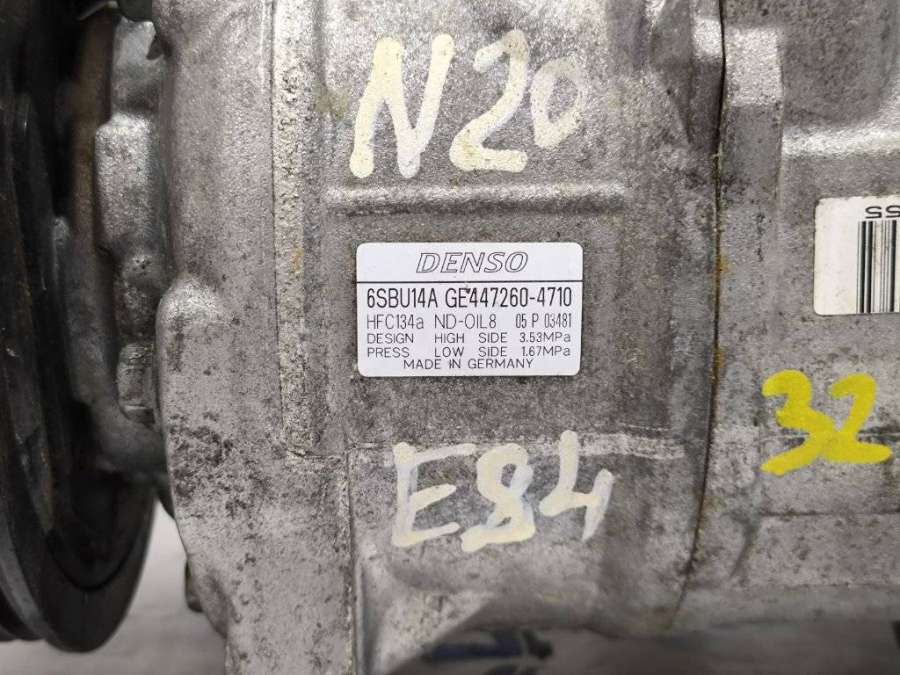 N20
DENSO
6SBU14A GE447260-4710
HFC134a ND-OIL8 05 P 03481
DESIGN HIGH SIDE 3.53MPa
PRESS LOW SIDE 1.67MPa
MADE IN GERMANY
55
32
E84